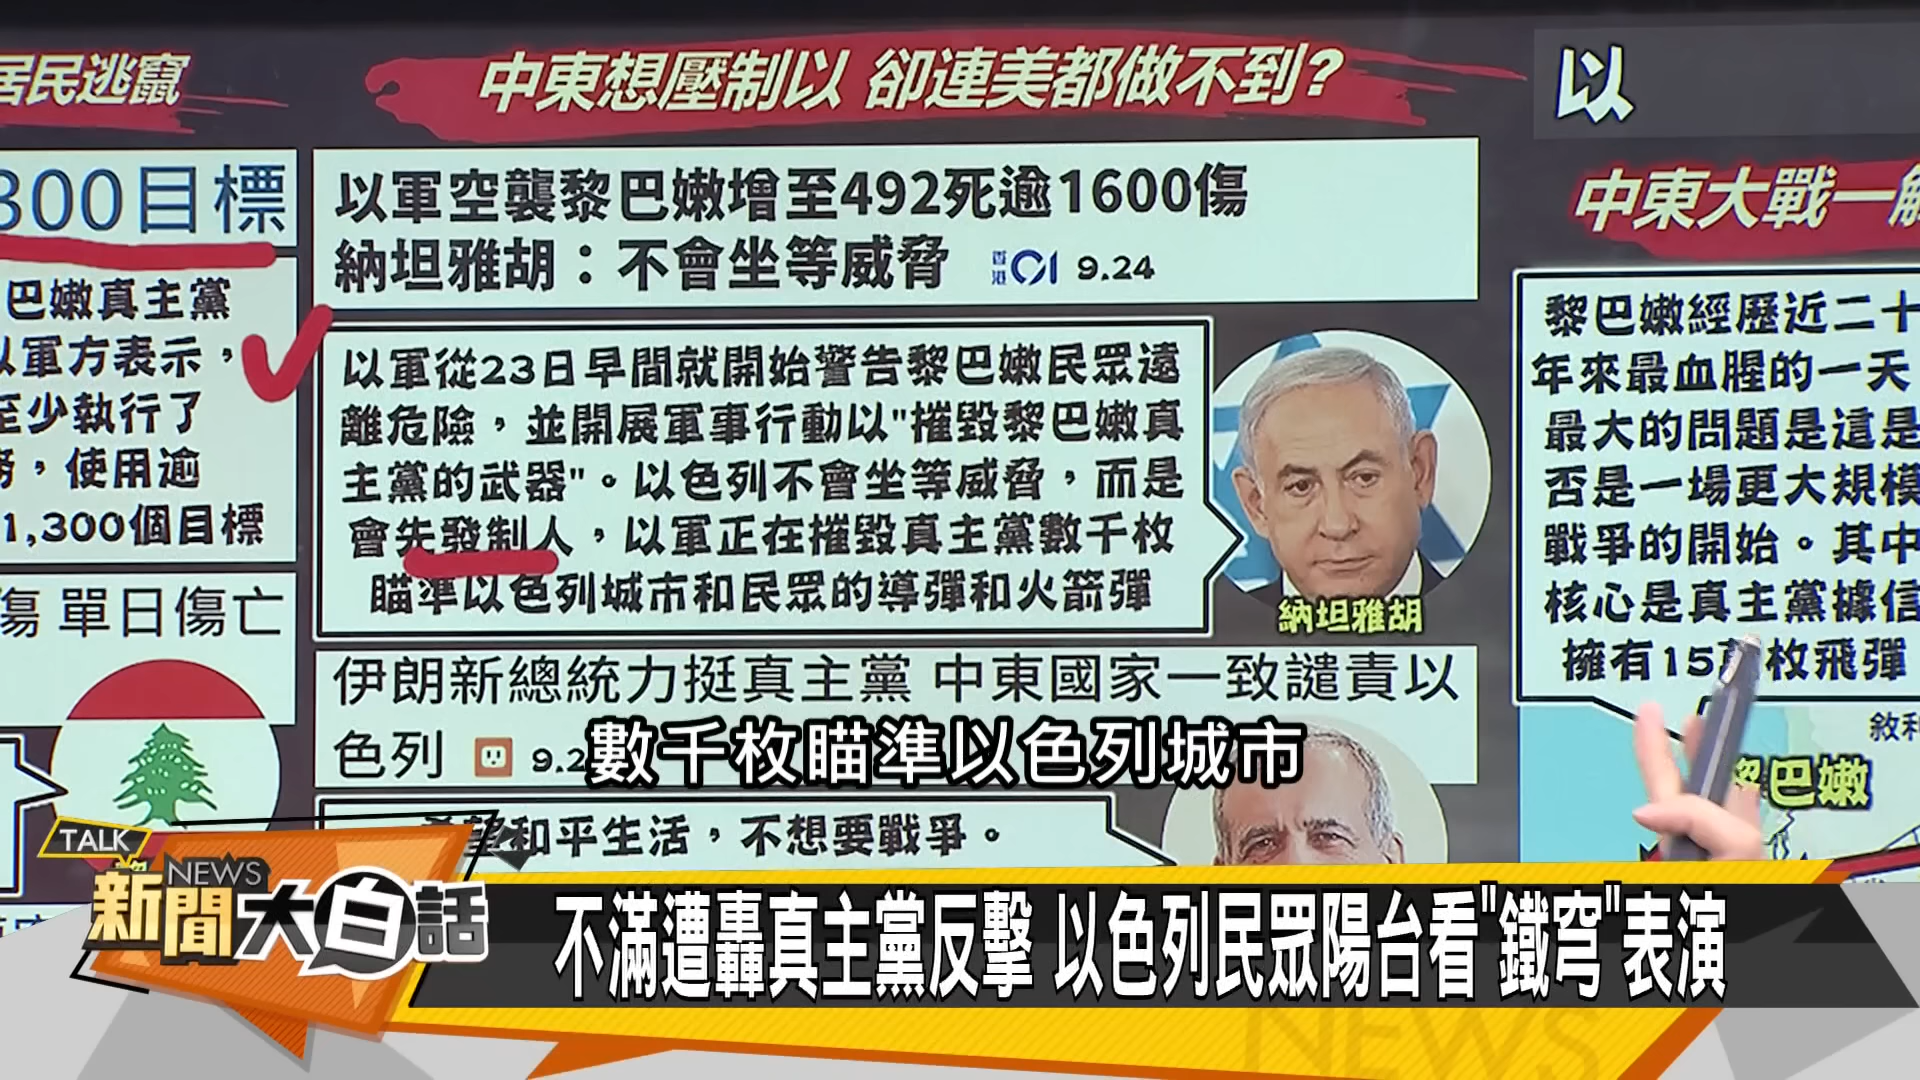 居民逃竄
300目標
巴嫩真主黨
以軍方表示，
至少執行了
務，使用逾
1,300個目標
傷 單日傷亡
中東想壓制以 卻連美都做不到?
以軍空襲黎巴嫩增至492死逾1600傷
納坦雅胡：不會坐等威脅 香港01 9.24
以軍從23日早間就開始警告黎巴嫩民眾遠
離危險，並開展軍事行動以"摧毀黎巴嫩真
主黨的武器"。以色列不會坐等威脅，而是
會先發制人，以軍正在摧毀真主黨數千枚
瞄準以色列城市和民眾的導彈和火箭彈
納坦雅胡
伊朗新總統力挺真主黨 中東國家一致譴責以
色列 9.2
希望和平生活，不想要戰爭。
以
中東大戰一
黎巴嫩經歷近二十
年來最血腥的一天
最大的問題是這是
否是一場更大規模
戰爭的開始。其中
核心是真主黨據信
擁有15萬枚飛彈
敘利
黎巴嫩
數千枚瞄準以色列城市
TALK
NEWS
新聞大白話
不滿遭轟真主黨反擊 以色列民眾陽台看"鐵穹"表演
NEWS